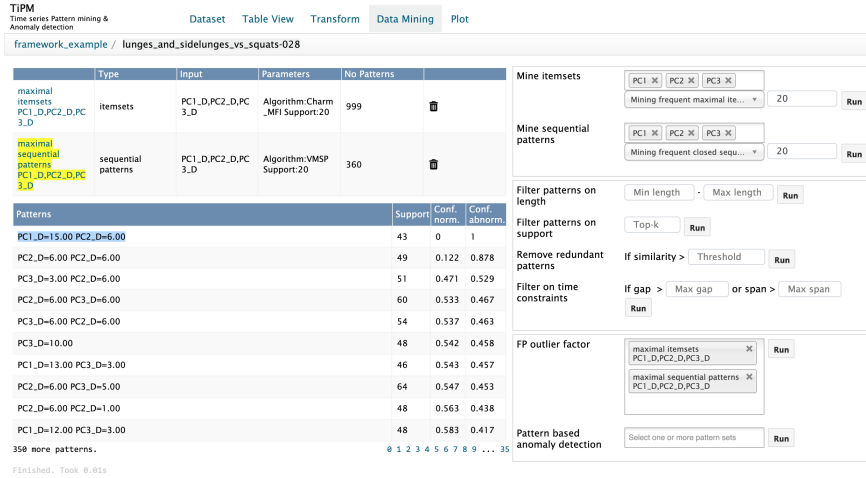 TiPM
Time series Pattern mining &
Anomaly detection
Dataset Table View Transform Data Mining Plot
framework_example / lunges_and_sidelunges_vs_squats-028
Type Input Parameters No Patterns
maximal
itemsets
PC1_D,PC2_D,PC
3_D
itemsets
PC1_D,PC2_D,PC
3_D
Algorithm:Charm
_MFI Support:20
999
maximal
sequential
patterns
PC1_D,PC2_D,PC
3_D
sequential
patterns
PC1_D,PC2_D,PC
3_D
Algorithm:VMSP
Support:20
360
Patterns Support Conf. norm. Conf. abnorm.
PC1_D=15.00 PC2_D=6.00 43 0 1
PC2_D=6.00 PC2_D=6.00 49 0.122 0.878
PC3_D=3.00 PC2_D=6.00 51 0.471 0.529
PC2_D=6.00 PC3_D=6.00 60 0.533 0.467
PC3_D=6.00 PC2_D=6.00 54 0.537 0.463
PC3_D=10.00 48 0.542 0.458
PC1_D=13.00 PC3_D=3.00 46 0.543 0.457
PC2_D=6.00 PC3_D=5.00 64 0.547 0.453
PC2_D=6.00 PC2_D=1.00 48 0.563 0.438
PC1_D=12.00 PC3_D=3.00 48 0.583 0.417
350 more patterns. 0 1 2 3 4 5 6 7 8 9 ... 35
Finished. Took 0.01s
Mine itemsets
PC1 ✖ PC2 ✖ PC3 ✖
Mining frequent maximal ite... ▼ 20 Run
Mine sequential
patterns
PC1 ✖ PC2 ✖ PC3 ✖
Mining frequent closed sequ... ▼ 20 Run
Filter patterns on
length
Min length - Max length Run
Filter patterns on
support
Top-k Run
Remove redundant
patterns
If similarity > Threshold Run
Filter on time
constraints
If gap > Max gap or span > Max span
Run
FP outlier factor
maximal itemsets ✖
PC1_D,PC2_D,PC3_D
Run
maximal sequential patterns ✖
PC1_D,PC2_D,PC3_D
Pattern based
anomaly detection
Select one or more pattern sets Run